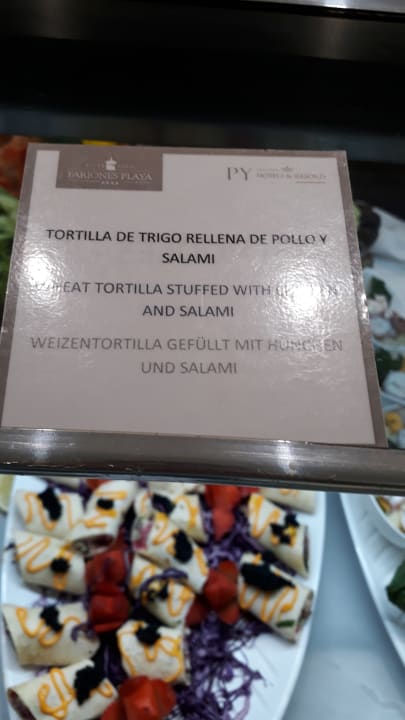 FARIONES PLAYA
PY HOTELS & RESORTS
TORTILLA DE TRIGO RELLENA DE POLLO Y
SALAMI
TORTILLA STUFFED WITH
AND SALAMI
WEIZENTORTILLA GEFÜLLT MIT HÜNCHEN
UND SALAMI